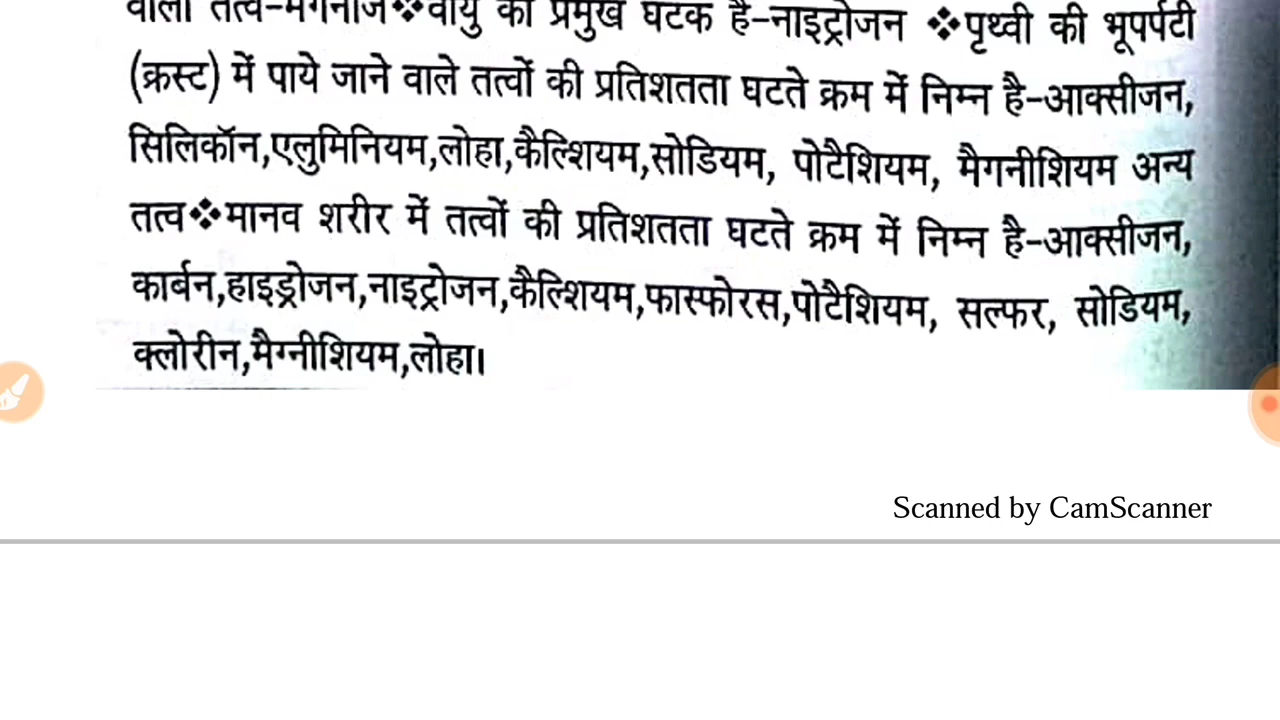 वाला तत्व-मैगनीज❖वायु का प्रमुख घटक है-नाइट्रोजन ❖पृथ्वी की भूपर्पटी
(क्रस्ट) में पाये जाने वाले तत्वों की प्रतिशतता घटते क्रम में निम्न है-आक्सीजन,
सिलिकॉन,एलुमिनियम,लोहा,कैल्शियम,सोडियम, पोटैशियम, मैगनीशियम अन्य
तत्व❖मानव शरीर में तत्वों की प्रतिशतता घटते क्रम में निम्न है-आक्सीजन,
कार्बन,हाइड्रोजन,नाइट्रोजन,कैल्शियम,फास्फोरस,पोटैशियम, सल्फर, सोडियम,
क्लोरीन,मैग्नीशियम,लोहा।
Scanned by CamScanner